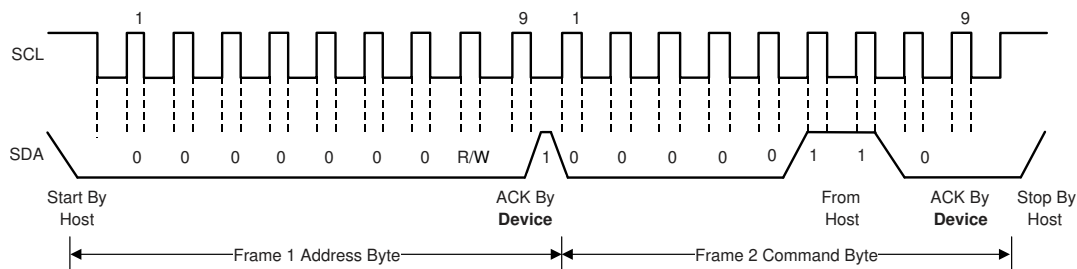 1 9 1 9
SCL
SDA 0 0 0 0 0 0 0 R/W 1 0 0 0 0 0 1 1 0
Start By Host
ACK By Device
From Host
ACK By Device
Stop By Host
Frame 1 Address Byte
Frame 2 Command Byte